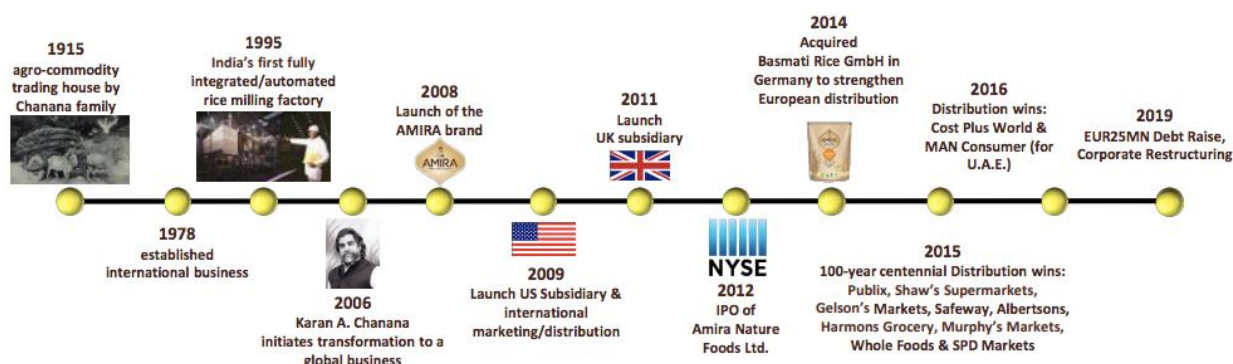 1915
agro-commodity
trading house by
Chanana family
1978
established
international business
1995
India's first fully
integrated/automated
rice milling factory
2006
Karan A. Chanana
initiates transformation to a
global business
2008
Launch of the
AMIRA brand
AMIRA
2009
Launch US Subsidiary &
international
marketing/distribution
2011
Launch
UK subsidiary
NYSE
2012
IPO of
Amira Nature
Foods Ltd.
2014
Acquired
Basmati Rice GmbH in
Germany to strengthen
European distribution
AMIRA
2015
100-year centennial Distribution wins:
Publix, Shaw's Supermarkets,
Gelson's Markets, Safeway, Albertsons,
Harmons Grocery, Murphy's Markets,
Whole Foods & SPD Markets
2016
Distribution wins:
Cost Plus World &
MAN Consumer (for
U.A.E.)
2019
EUR25MN Debt Raise,
Corporate Restructuring